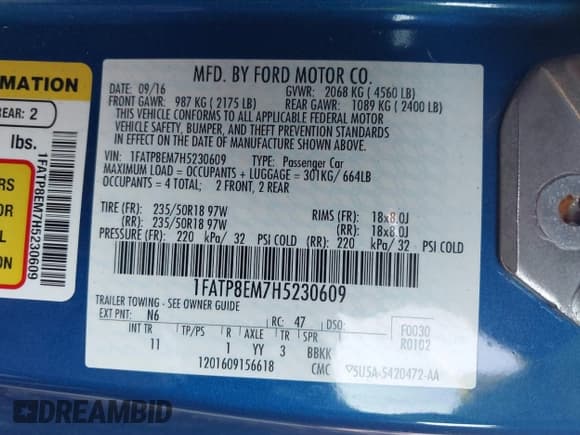 MFD. BY FORD MOTOR CO.
DATE: 09/16 GVWR: 2068 KG ( 4560 LB)
FRONT GAWR: 987 KG ( 2175 LB) REAR GAWR: 1089 KG ( 2400 LB)
THIS VEHICLE CONFORMS TO ALL APPLICABLE FEDERAL MOTOR
VEHICLE SAFETY, BUMPER, AND THEFT PREVENTION STANDARDS
IN EFFECT ON THE DATE OF MANUFACTURE SHOWN ABOVE.
VIN: 1FATP8EM7H5230609 TYPE: Passenger Car
MAXIMUM LOAD = OCCUPANTS + LUGGAGE = 301KG/ 664LB
OCCUPANTS = 4 TOTAL; 2 FRONT, 2 REAR
TIRE (FR): 235/50R18 97W RIMS (FR): 18x8.0J
(RR): 235/50R18 97W (RR): 18x8.0J
PRESSURE (FR): 220 kPa/ 32 PSI COLD (RR) 220 kPa/ 32 PSI COLD
1FATP8EM7H5230609
TRAILER TOWING - SEE OWNER GUIDE
EXT PNT: N6 RC: 47 DSO: F0030
R0102
INT TR TP/PS R TR SPR
11 1 YY 3 BBKK
1201609156618 CMC 5U5A-5420472-AA
MATION
REAR: 2
lbs.
1FATP8EM7H5230609
RS
OR
L
S
DREAMBID